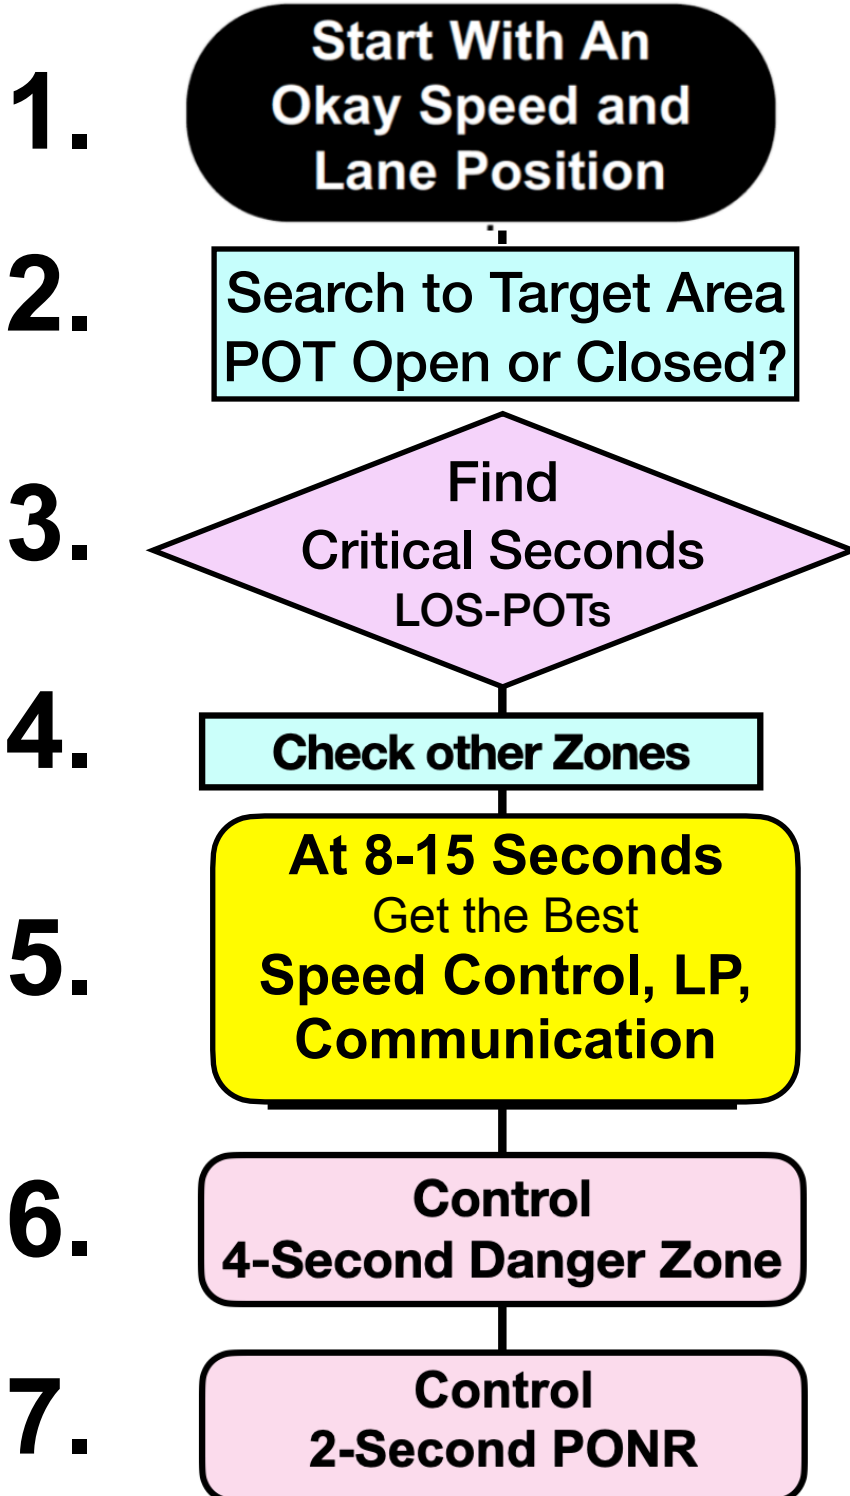 1.
Start With An
Okay Speed and
Lane Position
2.
Search to Target Area
POT Open or Closed?
3.
Find
Critical Seconds
LOS-POTs
4.
Check other Zones
5.
At 8-15 Seconds
Get the Best
Speed Control, LP,
Communication
6.
Control
4-Second Danger Zone
7.
Control
2-Second PONR